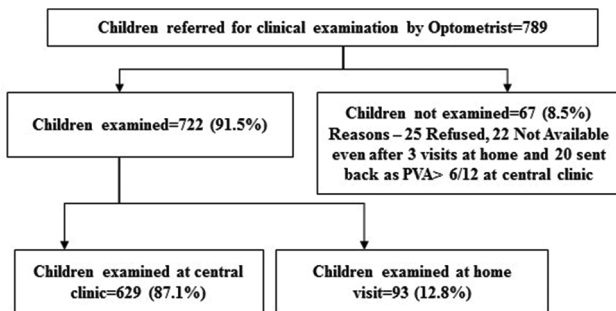 Children referred for clinical examination by Optometrist=789
Children examined=722 (91.5%)
Children not examined=67 (8.5%)
Reasons – 25 Refused, 22 Not Available
even after 3 visits at home and 20 sent
back as PVA> 6/12 at central clinic
Children examined at central
clinic=629 (87.1%)
Children examined at home
visit=93 (12.8%)